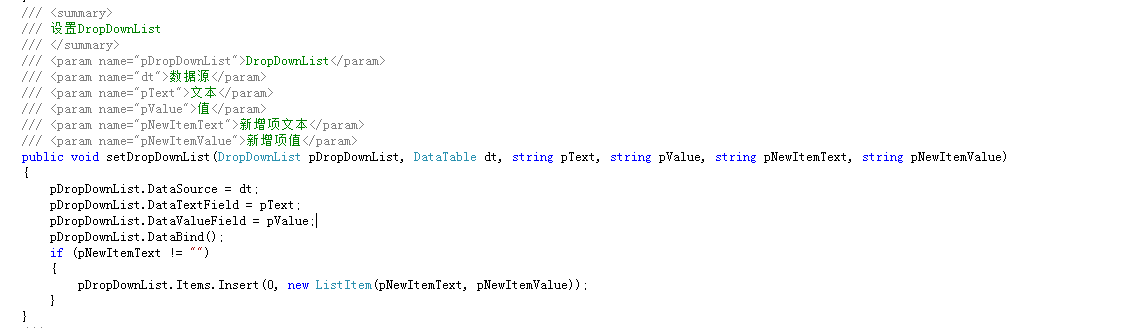 /// <summary>
/// 设置DropDownList
/// </summary>
/// <param name="pDropDownList">DropDownList</param>
/// <param name="dt">数据源</param>
/// <param name="pText">文本</param>
/// <param name="pValue">值</param>
/// <param name="pNewItemText">新增项文本</param>
/// <param name="pNewItemValue">新增项值</param>
public void setDropDownList(DropDownList pDropDownList, DataTable dt, string pText, string pValue, string pNewItemText, string pNewItemValue)
{
pDropDownList.DataSource = dt;
pDropDownList.DataTextField = pText;
pDropDownList.DataValueField = pValue;
pDropDownList.DataBind();
if (pNewItemText != "")
{
pDropDownList.Items.Insert(0, new ListItem(pNewItemText, pNewItemValue));
}
}